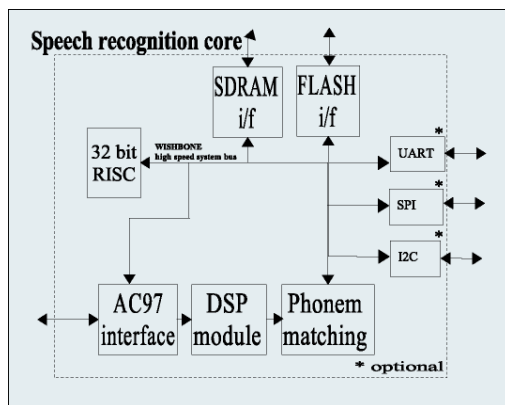 Speech recognition core
SDRAM
i/f
FLASH
i/f
32 bit
RISC
WISHBONE
high speed system bua
*
UART
*
SPI
*
I2C
AC97
interface
DSP
module
Phonem
matching
* optional